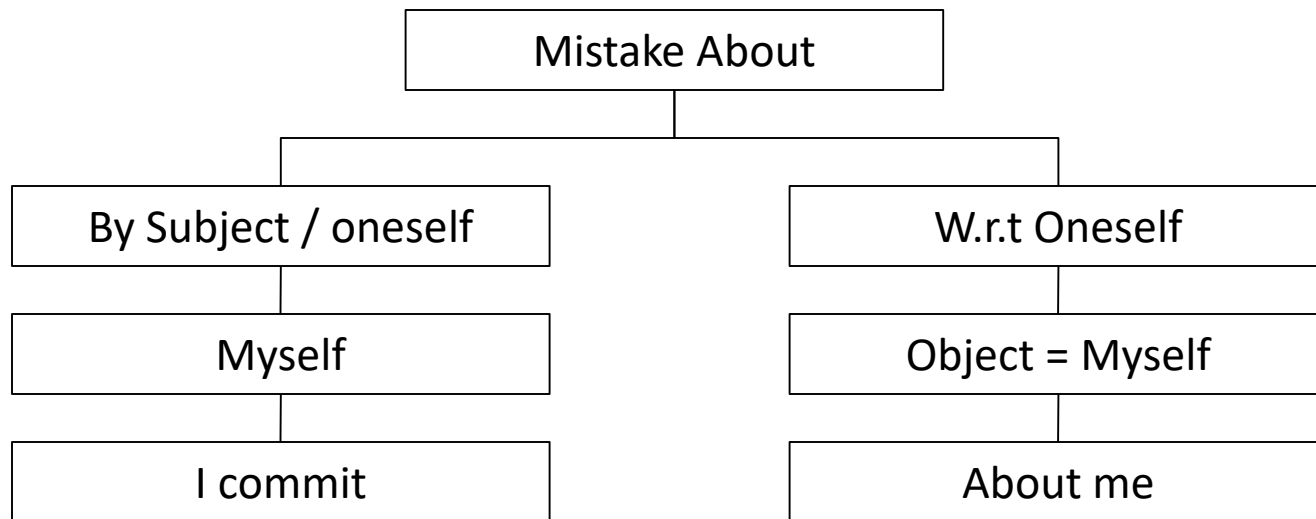 Mistake About
By Subject / oneself
W.r.t Oneself
Myself
Object = Myself
I commit
About me